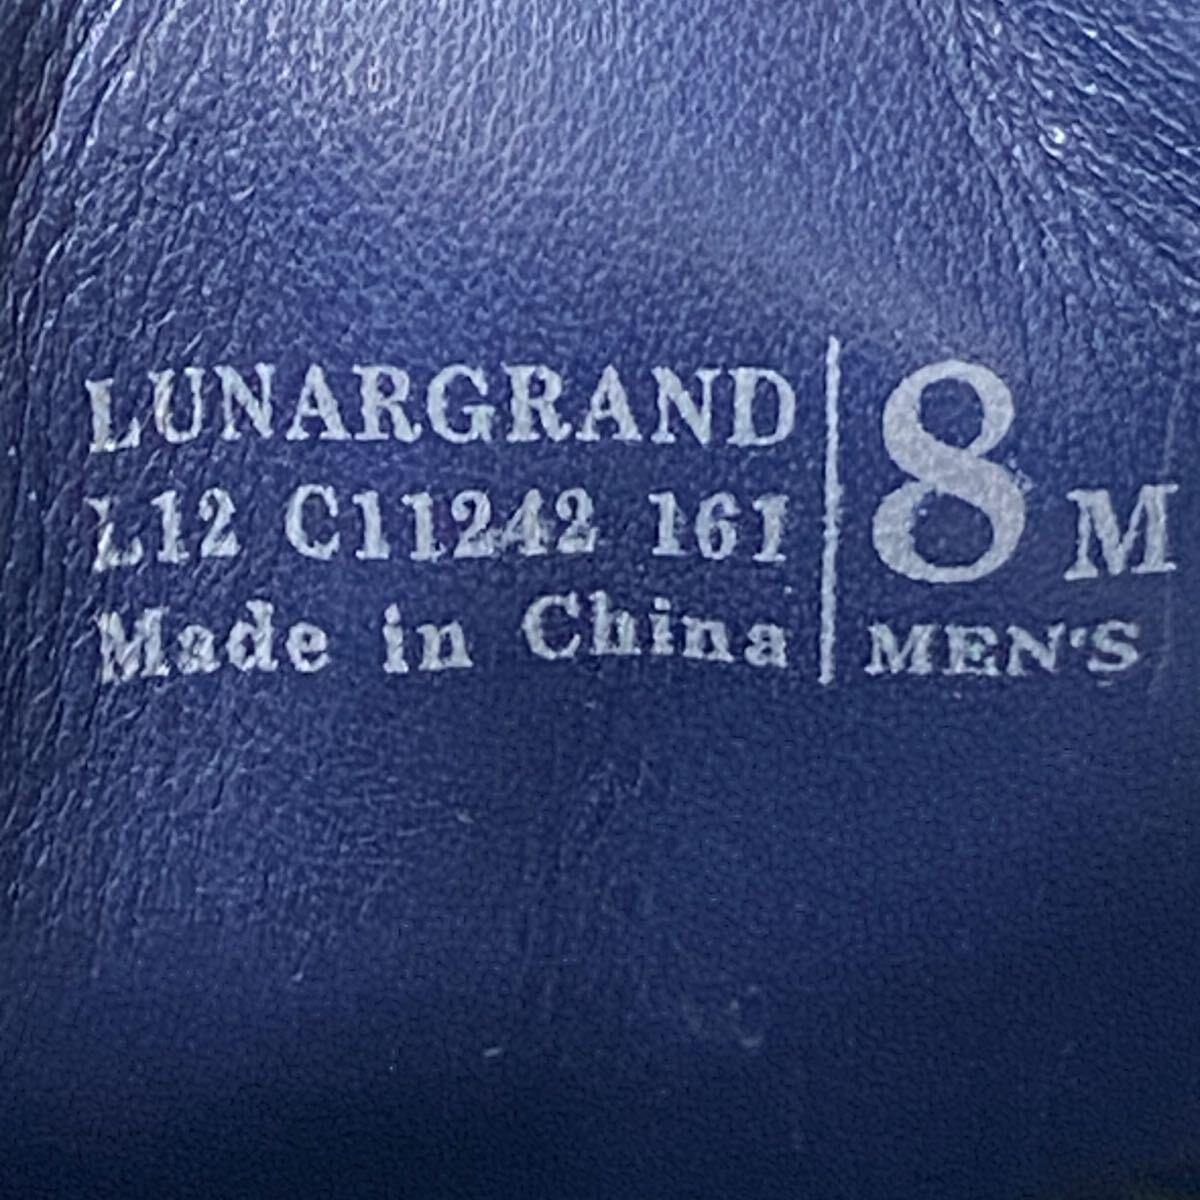 LUNARGRAND
L12 C11242 161
Made in China
8 M
MEN'S